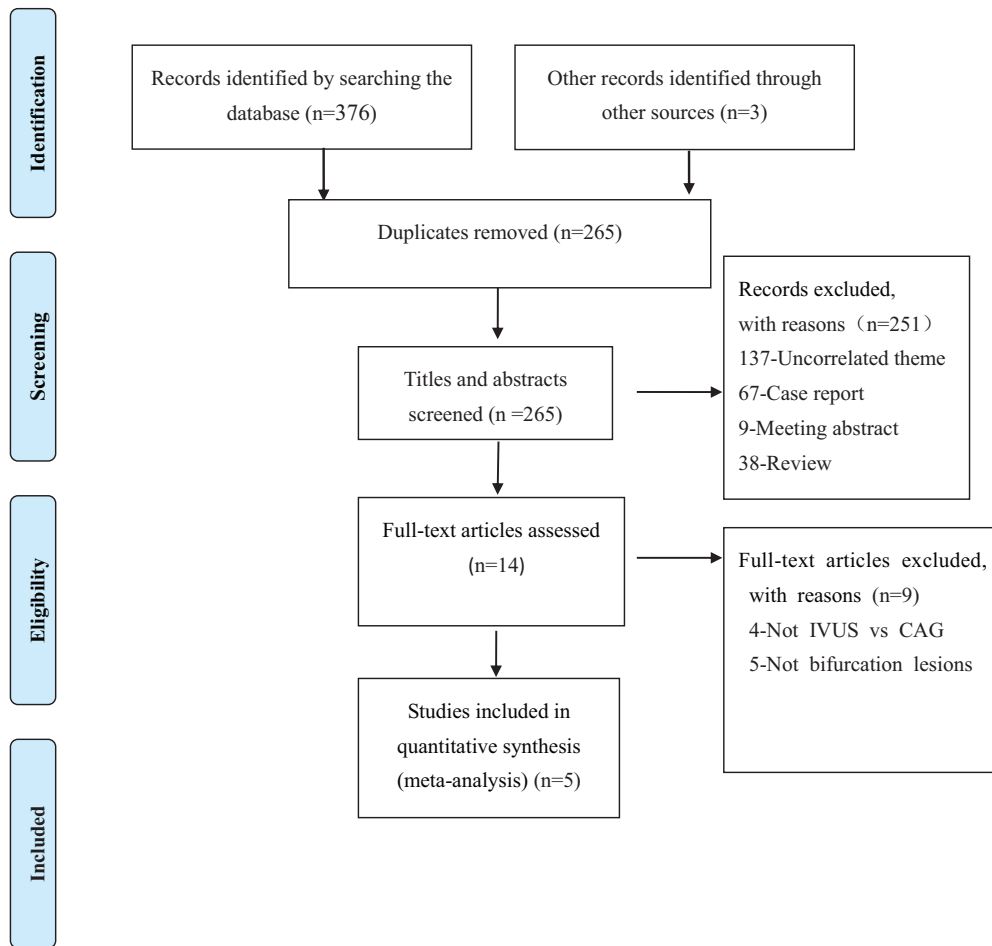 Identification
Records identified by searching the
database (n=376)
Other records identified through
other sources (n=3)
Duplicates removed (n=265)
Screening
Titles and abstracts
screened (n =265)
Records excluded,
with reasons（n=251）
137-Uncorrelated theme
67-Case report
9-Meeting abstract
38-Review
Eligibility
Full-text articles assessed
(n=14)
Full-text articles excluded,
with reasons (n=9)
4-Not IVUS vs CAG
5-Not bifurcation lesions
Included
Studies included in
quantitative synthesis
(meta-analysis) (n=5)